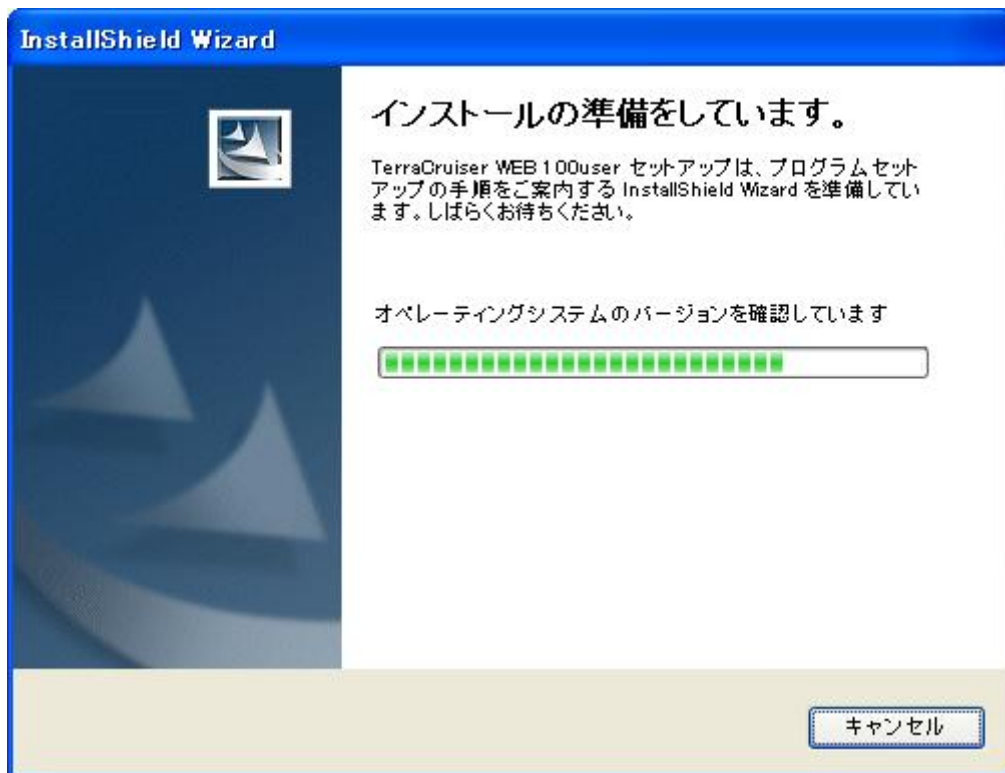 InstallShield Wizard
インストールの準備をしています。
TerraCruiser WEB 100user セットアップは、プログラムセット
アップの手順をご案内する InstallShield Wizard を準備してい
ます。しばらくお待ちください。
オペレーティングシステムのバージョンを確認しています
キャンセル